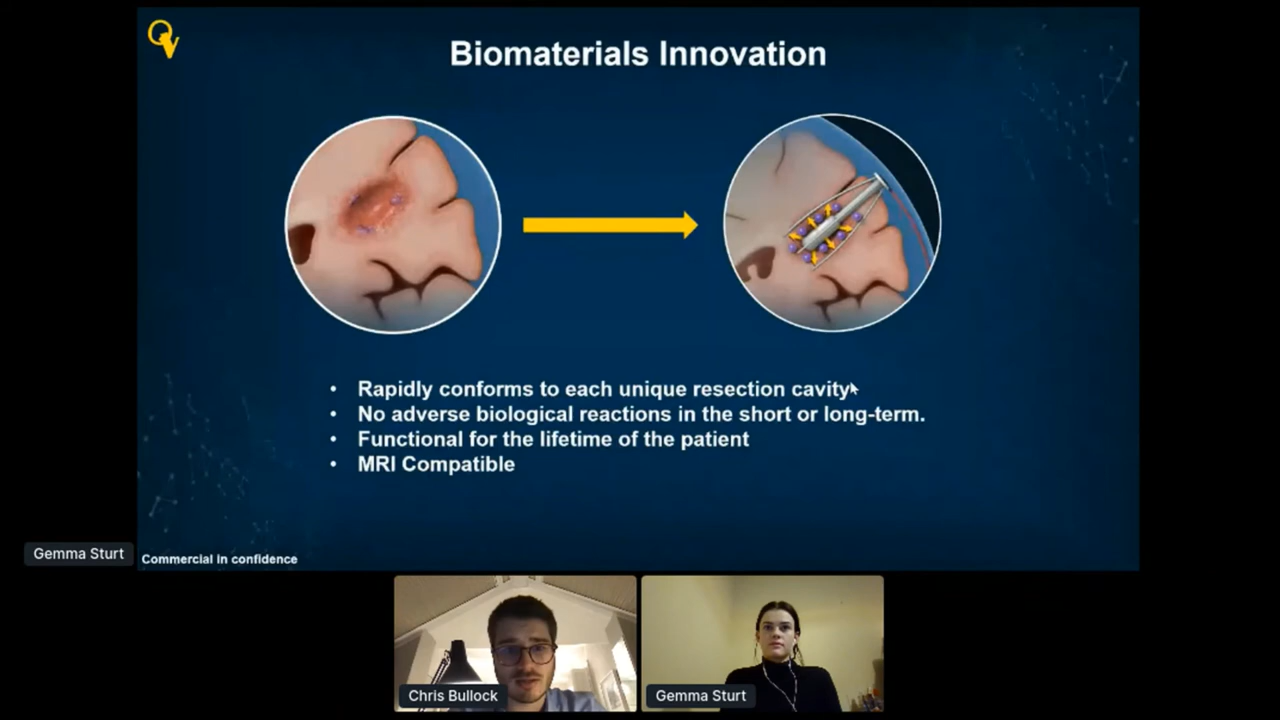 QV
Biomaterials Innovation
• Rapidly conforms to each unique resection cavity
• No adverse biological reactions in the short or long-term.
• Functional for the lifetime of the patient
• MRI Compatible
Gemma Sturt
Commercial in confidence
Chris Bullock
Gemma Sturt